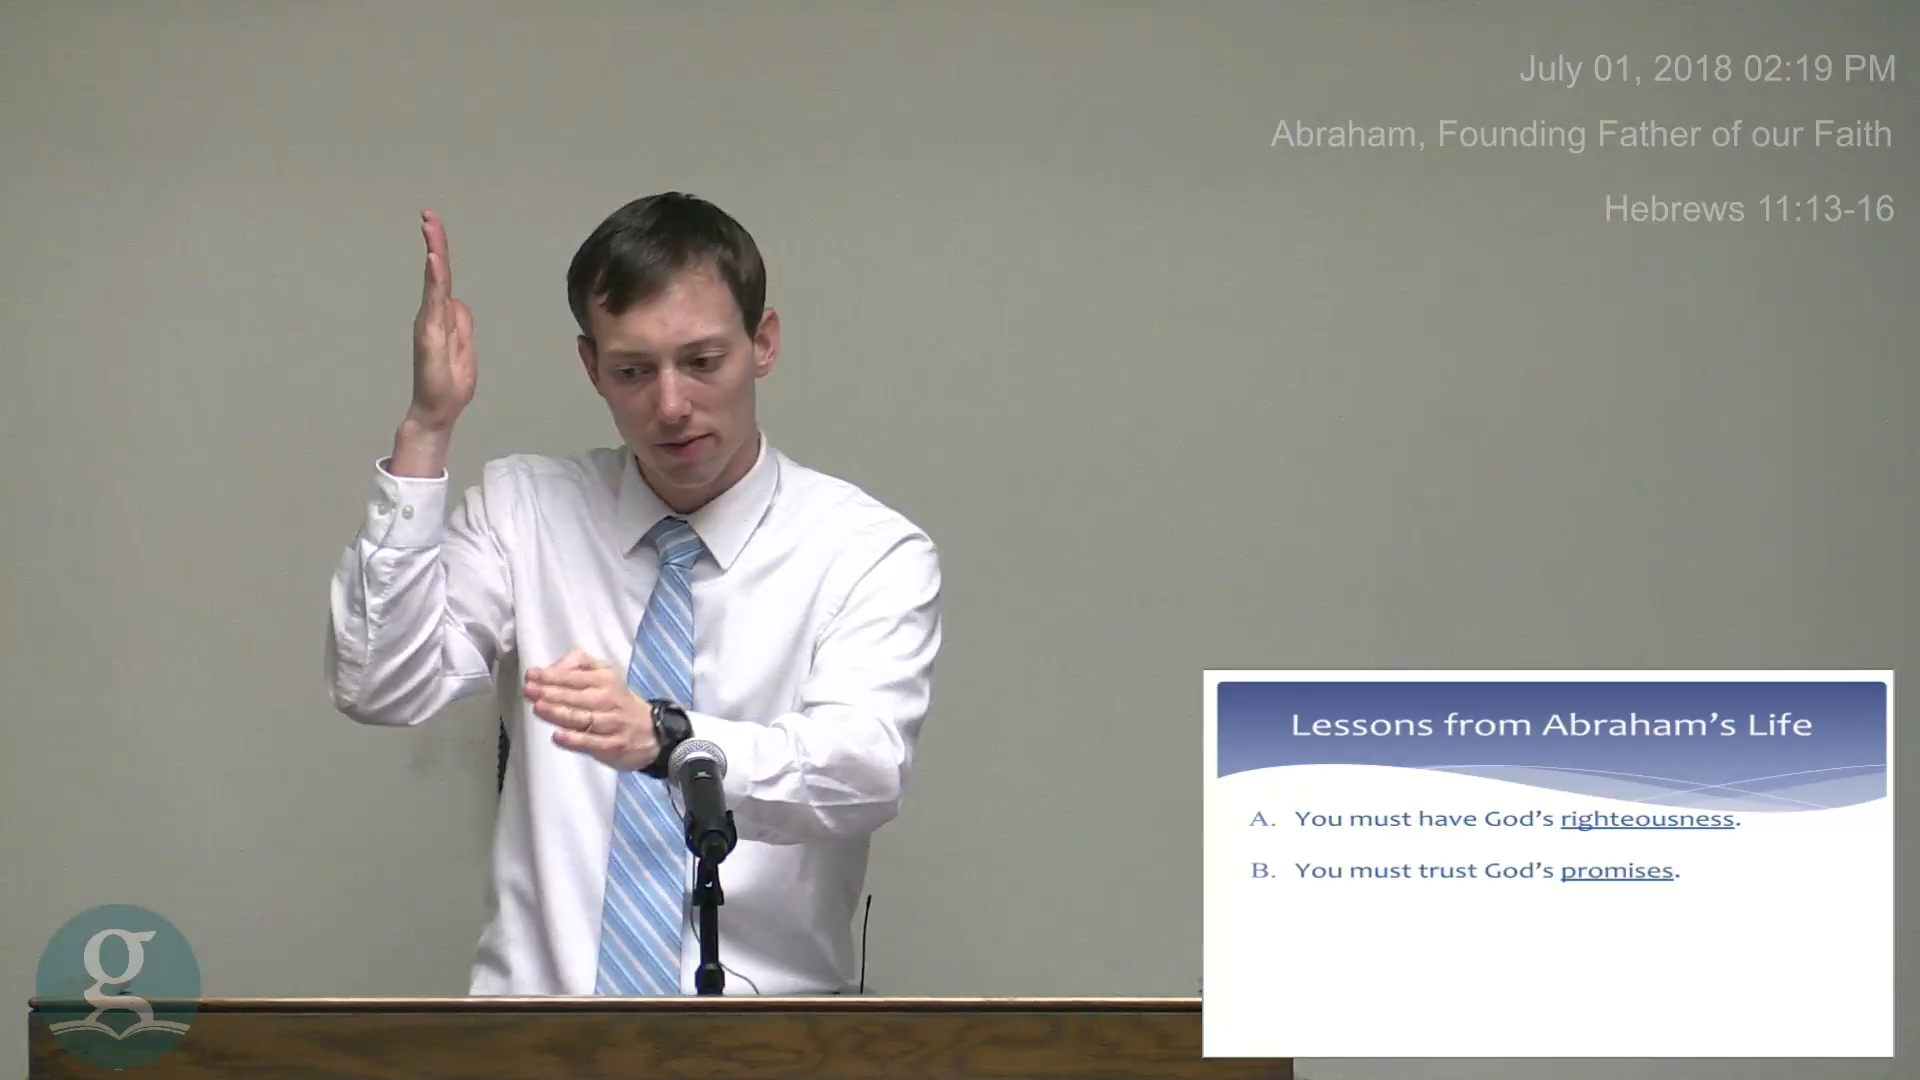 July 01, 2018 02:19 PM
Abraham, Founding Father of our Faith
Hebrews 11:13-16
Lessons from Abraham's Life
A. You must have God's righteousness.
B. You must trust God's promises.
g